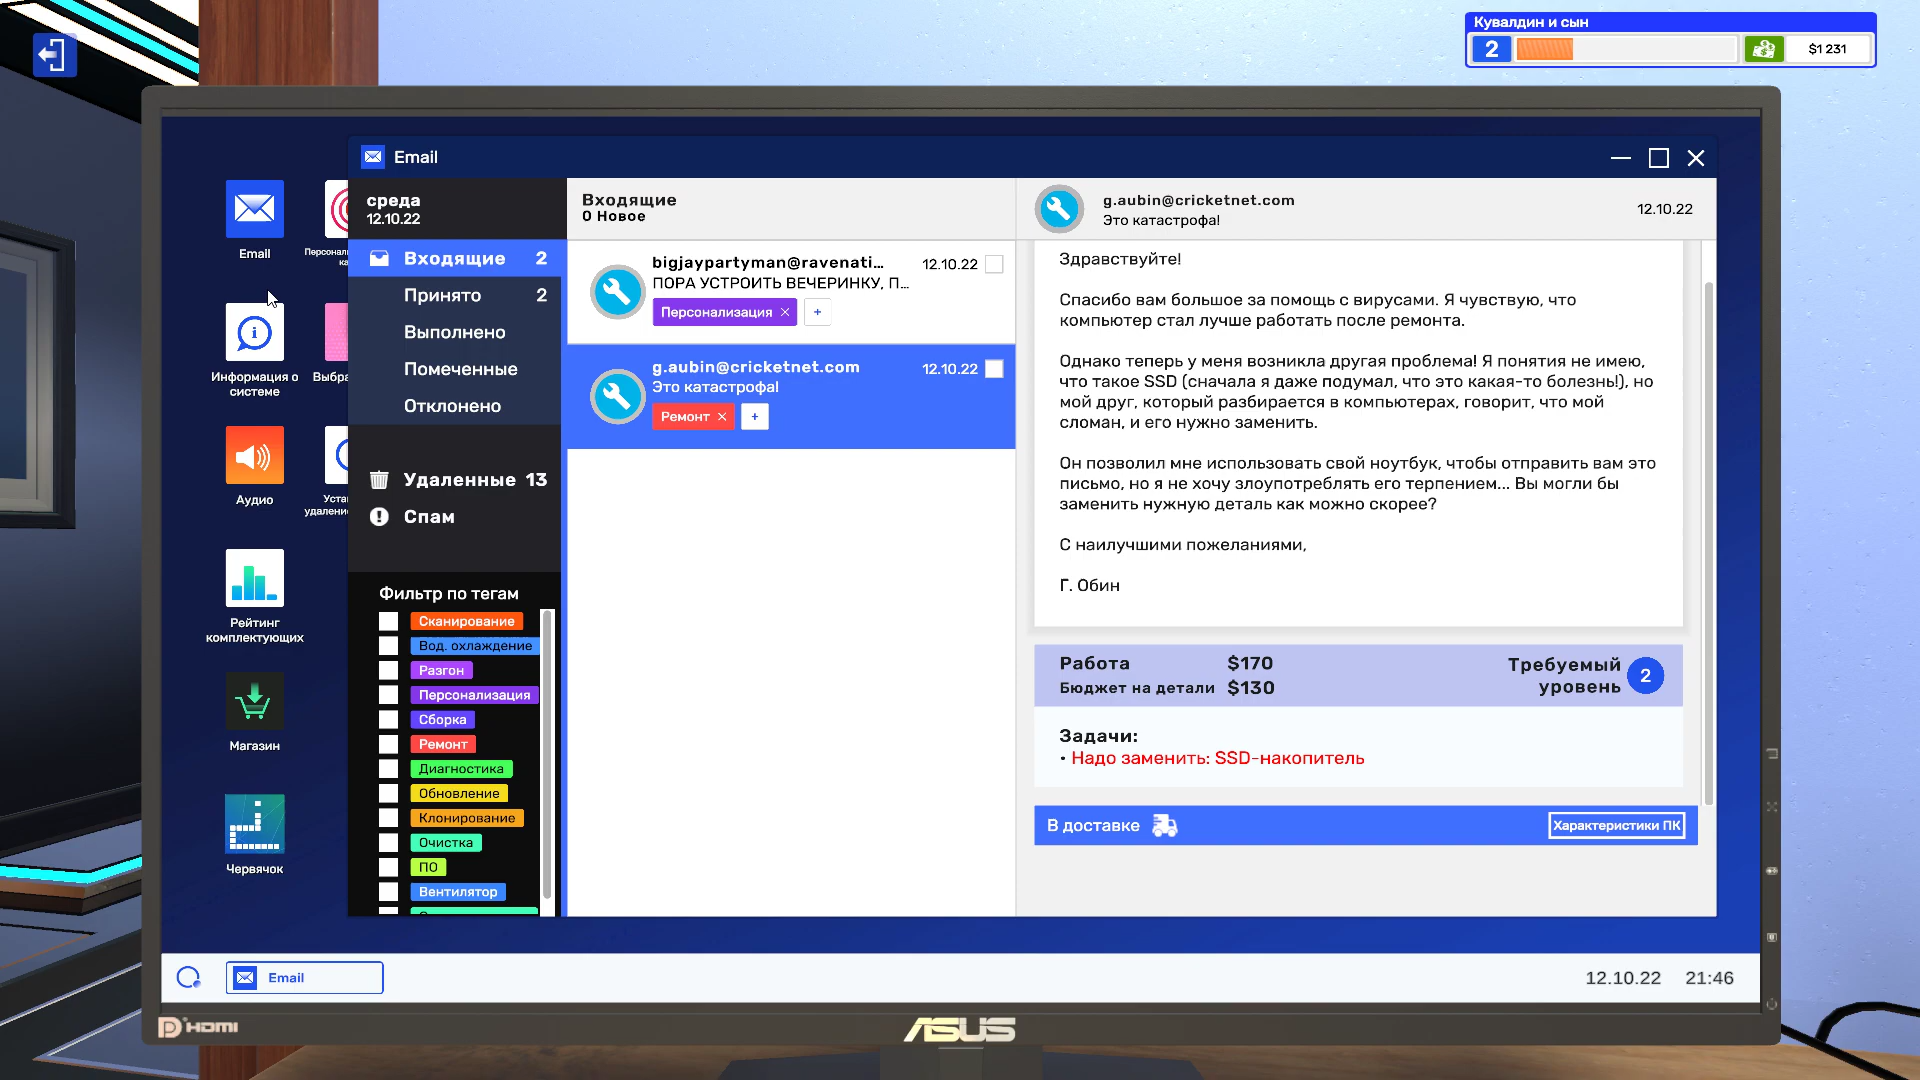 Кувалдин и сын
2
$1 231
Email
среда
12.10.22
Входящие 2
Принято 2
Выполнено
Помеченные
Отклонено
Удаленные 13
Спам
Фильтр по тегам
Сканирование
Вод. охлаждение
Разгон
Персонализация
Сборка
Ремонт
Диагностика
Обновление
Клонирование
Очистка
ПО
Вентилятор
Входящие
0 Новое
bigjaypartyman@ravenati... 12.10.22
ПОРА УСТРОИТЬ ВЕЧЕРИНКУ, П...
Персонализация × +
g.aubin@cricketnet.com 12.10.22
Это катастрофа!
Ремонт × +
g.aubin@cricketnet.com
Это катастрофа!
12.10.22
Здравствуйте!
Спасибо вам большое за помощь с вирусами. Я чувствую, что
компьютер стал лучше работать после ремонта.
Однако теперь у меня возникла другая проблема! Я понятия не имею,
что такое SSD (сначала я даже подумал, что это какая-то болезнь!), но
мой друг, который разбирается в компьютерах, говорит, что мой
сломан, и его нужно заменить.
Он позволил мне использовать свой ноутбук, чтобы отправить вам это
письмо, но я не хочу злоупотреблять его терпением... Вы могли бы
заменить нужную деталь как можно скорее?
С наилучшими пожеланиями,
Г. Обин
Работа $170
Бюджет на детали $130
Требуемый
уровень
2
Задачи:
• Надо заменить: SSD-накопитель
В доставке
Характеристики ПК
Email
Информация о
системе
Аудио
Рейтинг
комплектующих
Магазин
Червячок
Email
12.10.22 21:46
HDMI
ASUS